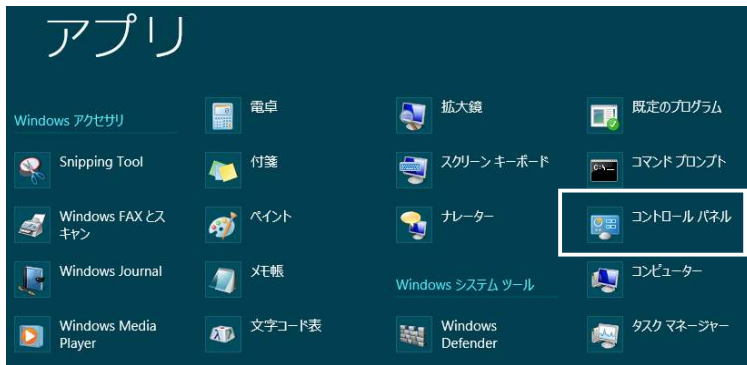 アプリ
Windows アクセサリ
Snipping Tool
Windows FAX とス
キャン
Windows Journal
Windows Media
Player
電卓
付箋
ペイント
メモ帳
文字コード表
拡大鏡
スクリーン キーボード
ナレーター
Windows システム ツール
Windows
Defender
既定のプログラム
コマンド プロンプト
コントロール パネル
コンピューター
タスク マネージャー